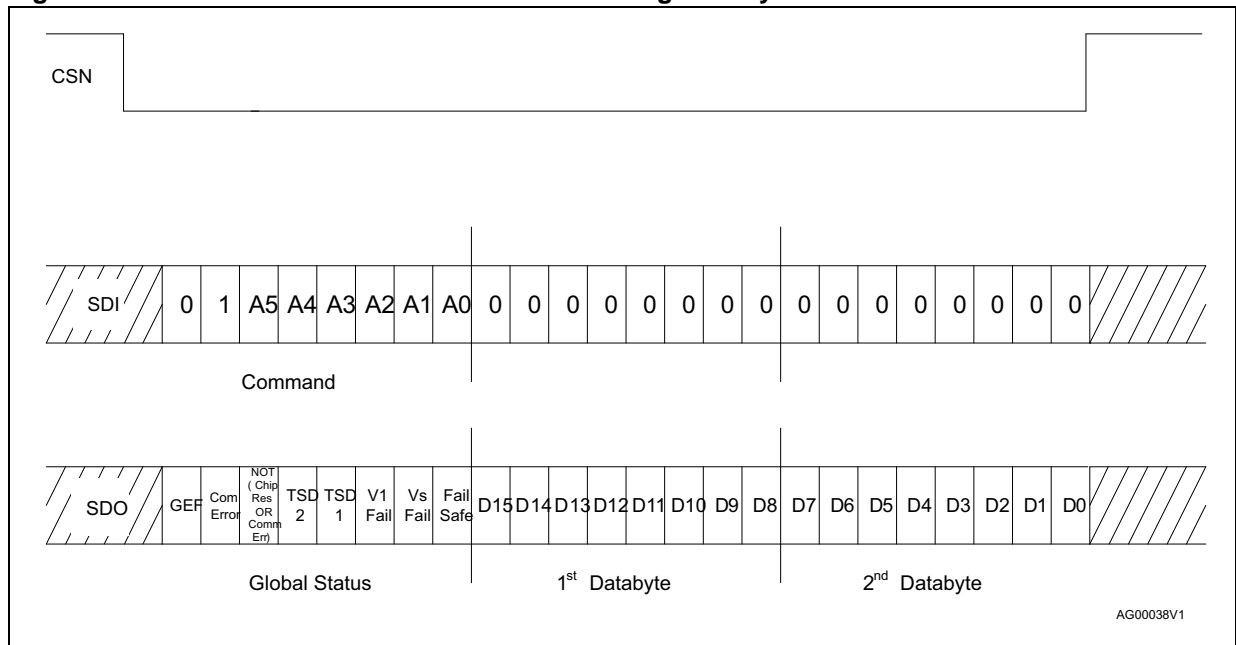 CSN
SDI 0 1 A5 A4 A3 A2 A1 A0 0 0 0 0 0 0 0 0 0 0 0 0 0 0 0 0
Command
SDO GEF Com Error NOT ( Chip Res OR Comm Err) TSD 2 TSD 1 V1 Fail Vs Fail Fail Safe D15 D14 D13 D12 D11 D10 D9 D8 D7 D6 D5 D4 D3 D2 D1 D0
Global Status 1st Databyte 2nd Databyte
AG00038V1